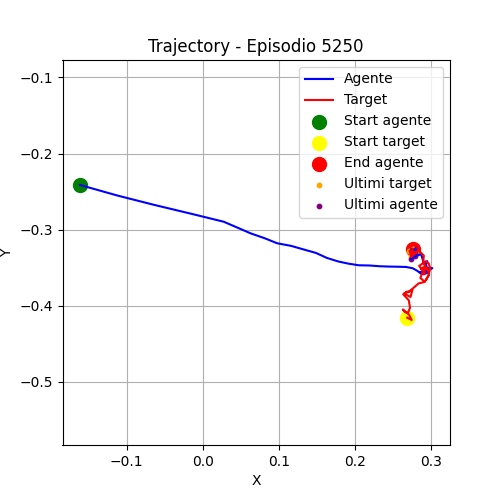 Trajectory - Episodio 5250
Agente
Target
Start agente
Start target
End agente
Ultimi target
Ultimi agente
−0.1
−0.2
−0.3
−0.4
−0.5
Y
−0.1
0.0
0.1
0.2
0.3
X